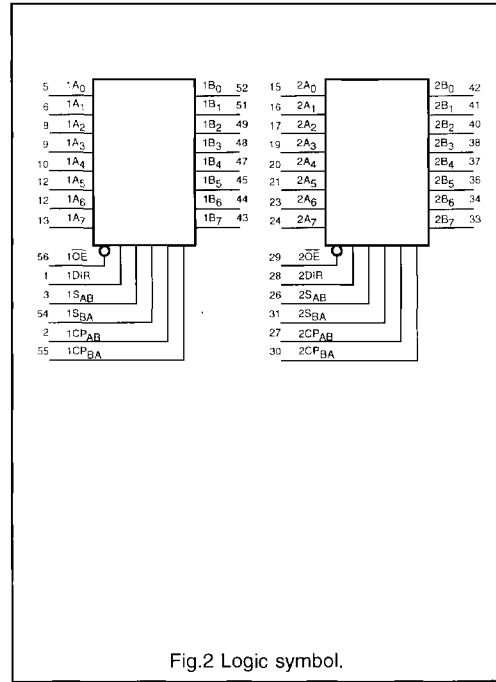 5 1A0 1B0 52
6 1A1 1B1 51
8 1A2 1B2 49
9 1A3 1B3 48
10 1A4 1B4 47
12 1A5 1B5 45
12 1A6 1B6 44
13 1A7 1B7 43
56 1OE
1 1DIR
3 1SAB
54 1SBA
2 1CPAB
55 1CPBA
15 2A0 2B0 42
16 2A1 2B1 41
17 2A2 2B2 40
19 2A3 2B3 38
20 2A4 2B4 37
21 2A5 2B5 36
23 2A6 2B6 34
24 2A7 2B7 33
29 2OE
28 2DIR
26 2SAB
31 2SBA
27 2CPAB
30 2CPBA
Fig.2 Logic symbol.